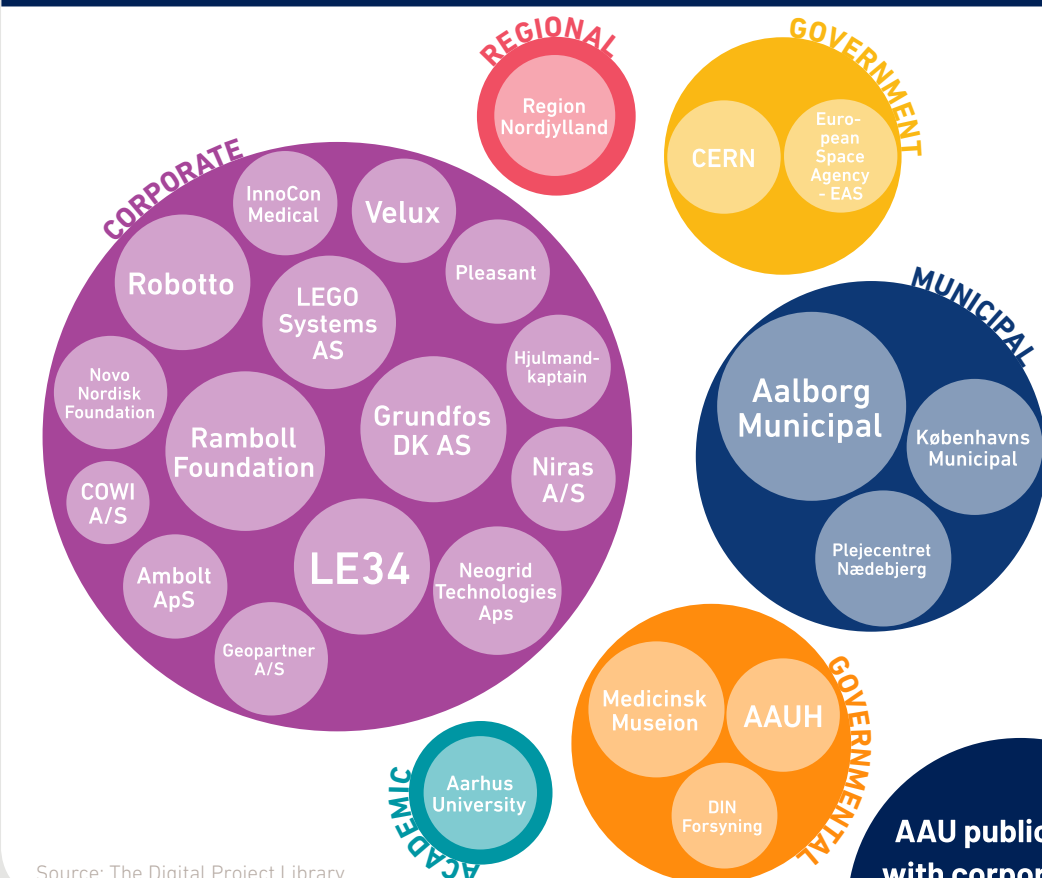 REGIONAL
Region
Nordjylland
GOVERNMENT
CERN
Euro-
pean
Space
Agency
- EAS
CORPORATE
InnoCon
Medical
Velux
Robotto
LEGO
Systems
AS
Pleasant
Novo
Nordisk
Foundation
Hjulmand-
kaptain
Ramboll
Foundation
Grundfos
DK AS
COWI
A/S
Niras
A/S
Ambolt
ApS
LE34
Neogrid
Technologies
Aps
Geopartner
A/S
MUNICIPAL
Aalborg
Municipal
Københavns
Municipal
Plejecentret
Nædebjerg
GOVERNMENTAL
Medicinsk
Museion
AAUH
DIN
Forsyning
ACADEMIC
Aarhus
University
AAU public
with corpor
Source: The Digital Project Library